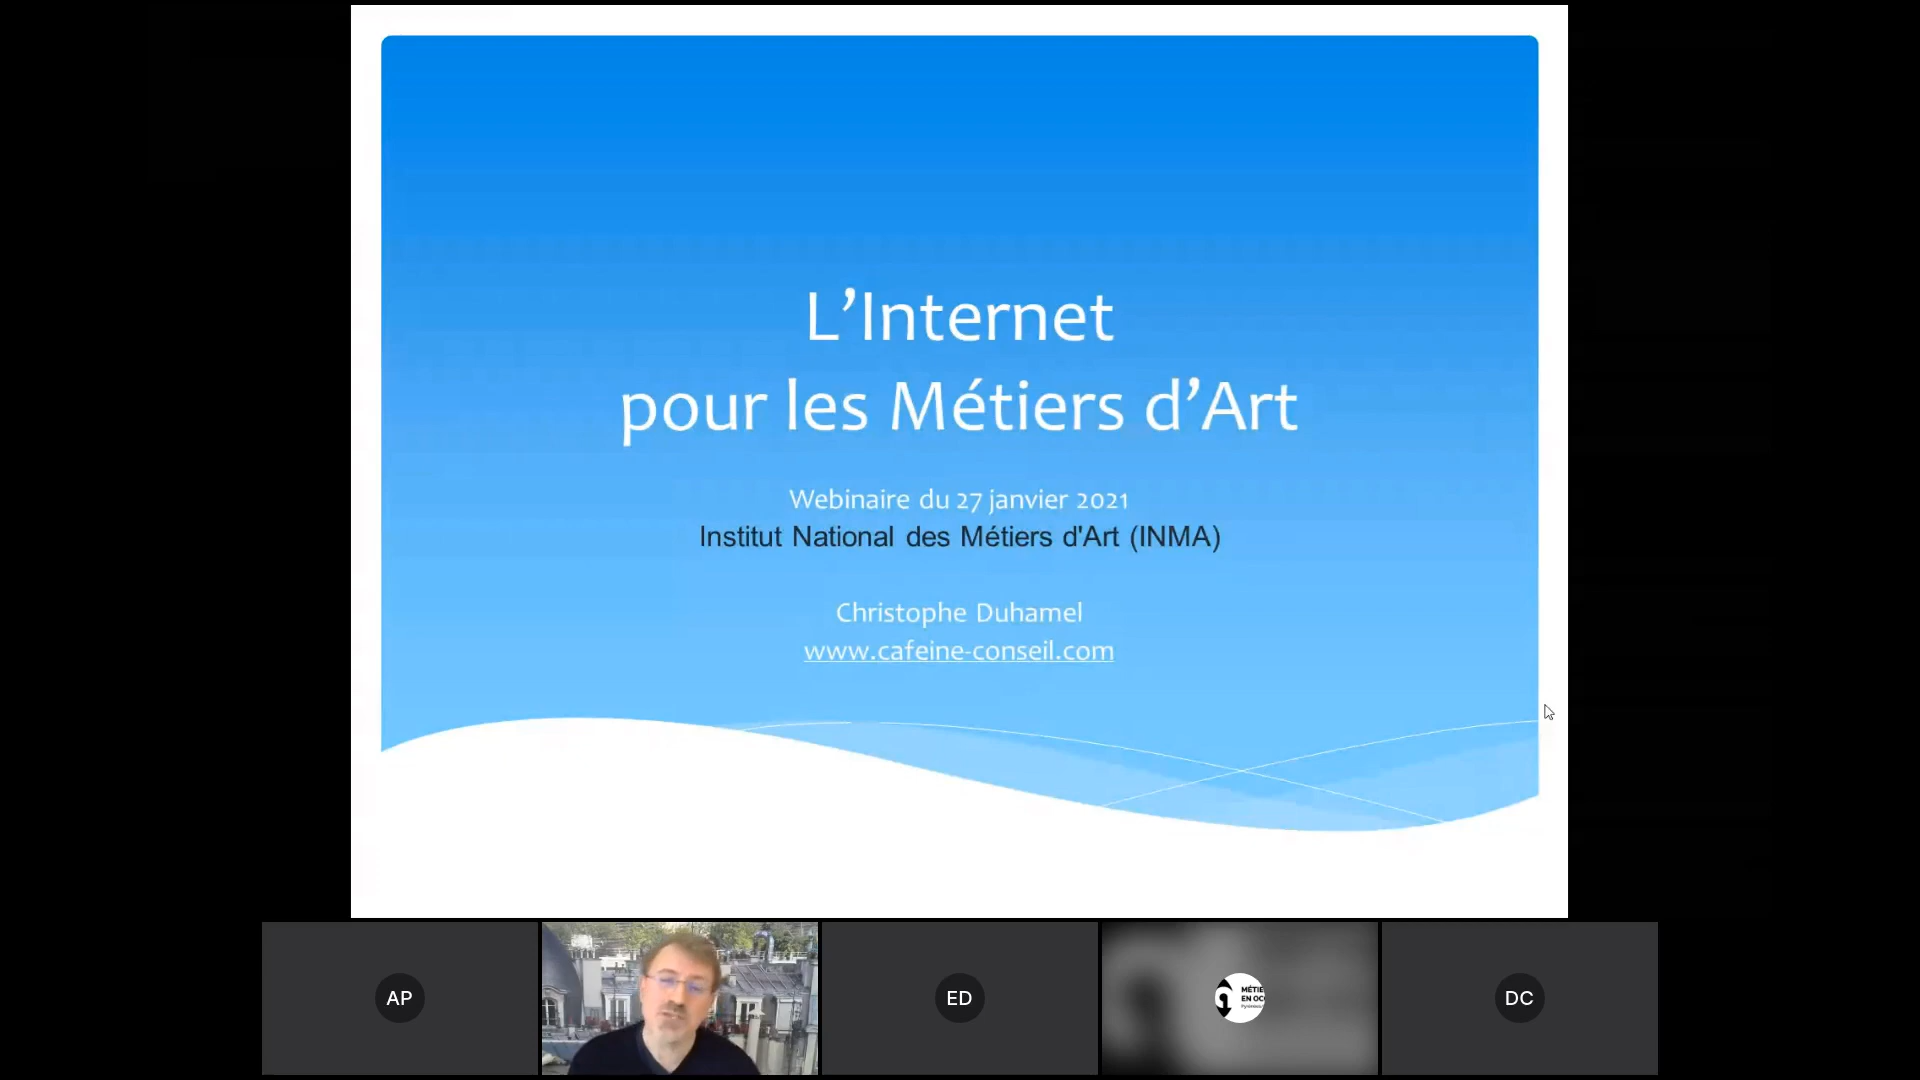 L’Internet
pour les Métiers d’Art
Webinaire du 27 janvier 2021
Institut National des Métiers d'Art (INMA)
Christophe Duhamel
www.cafeine-conseil.com
AP
ED
DC